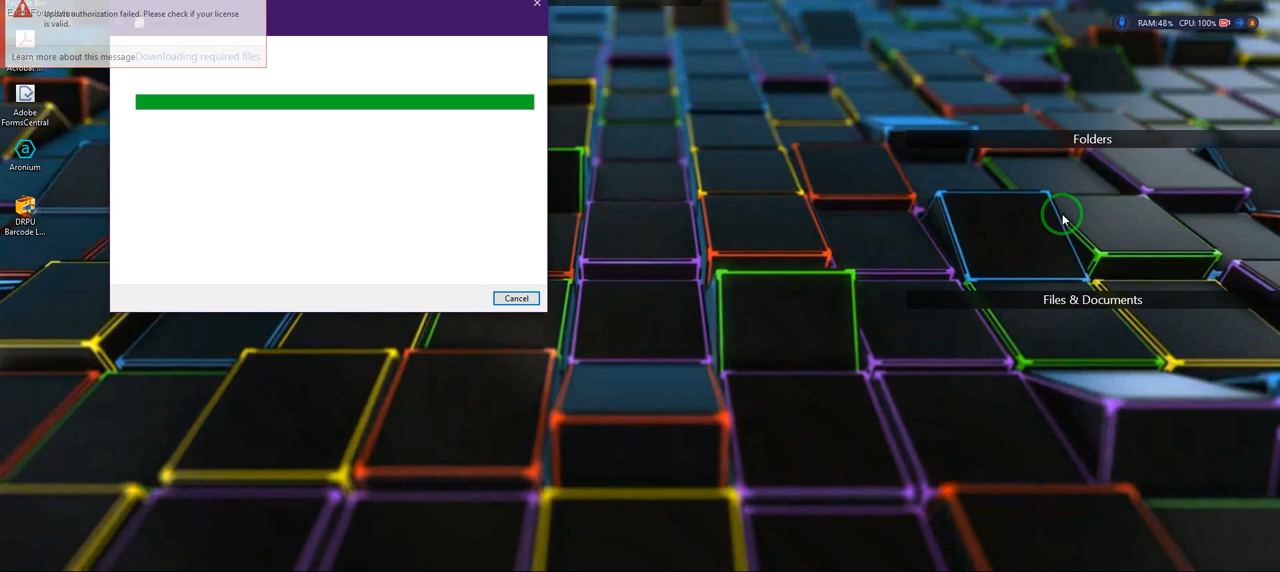 Update authorization failed. Please check if your license
is valid.
Learn more about this message
Downloading required files
Acrobat ...
Adobe
FormsCentral
Aronium
DRPU
Barcode L...
Cancel
RAM:48% CPU: 100%
Folders
Files & Documents